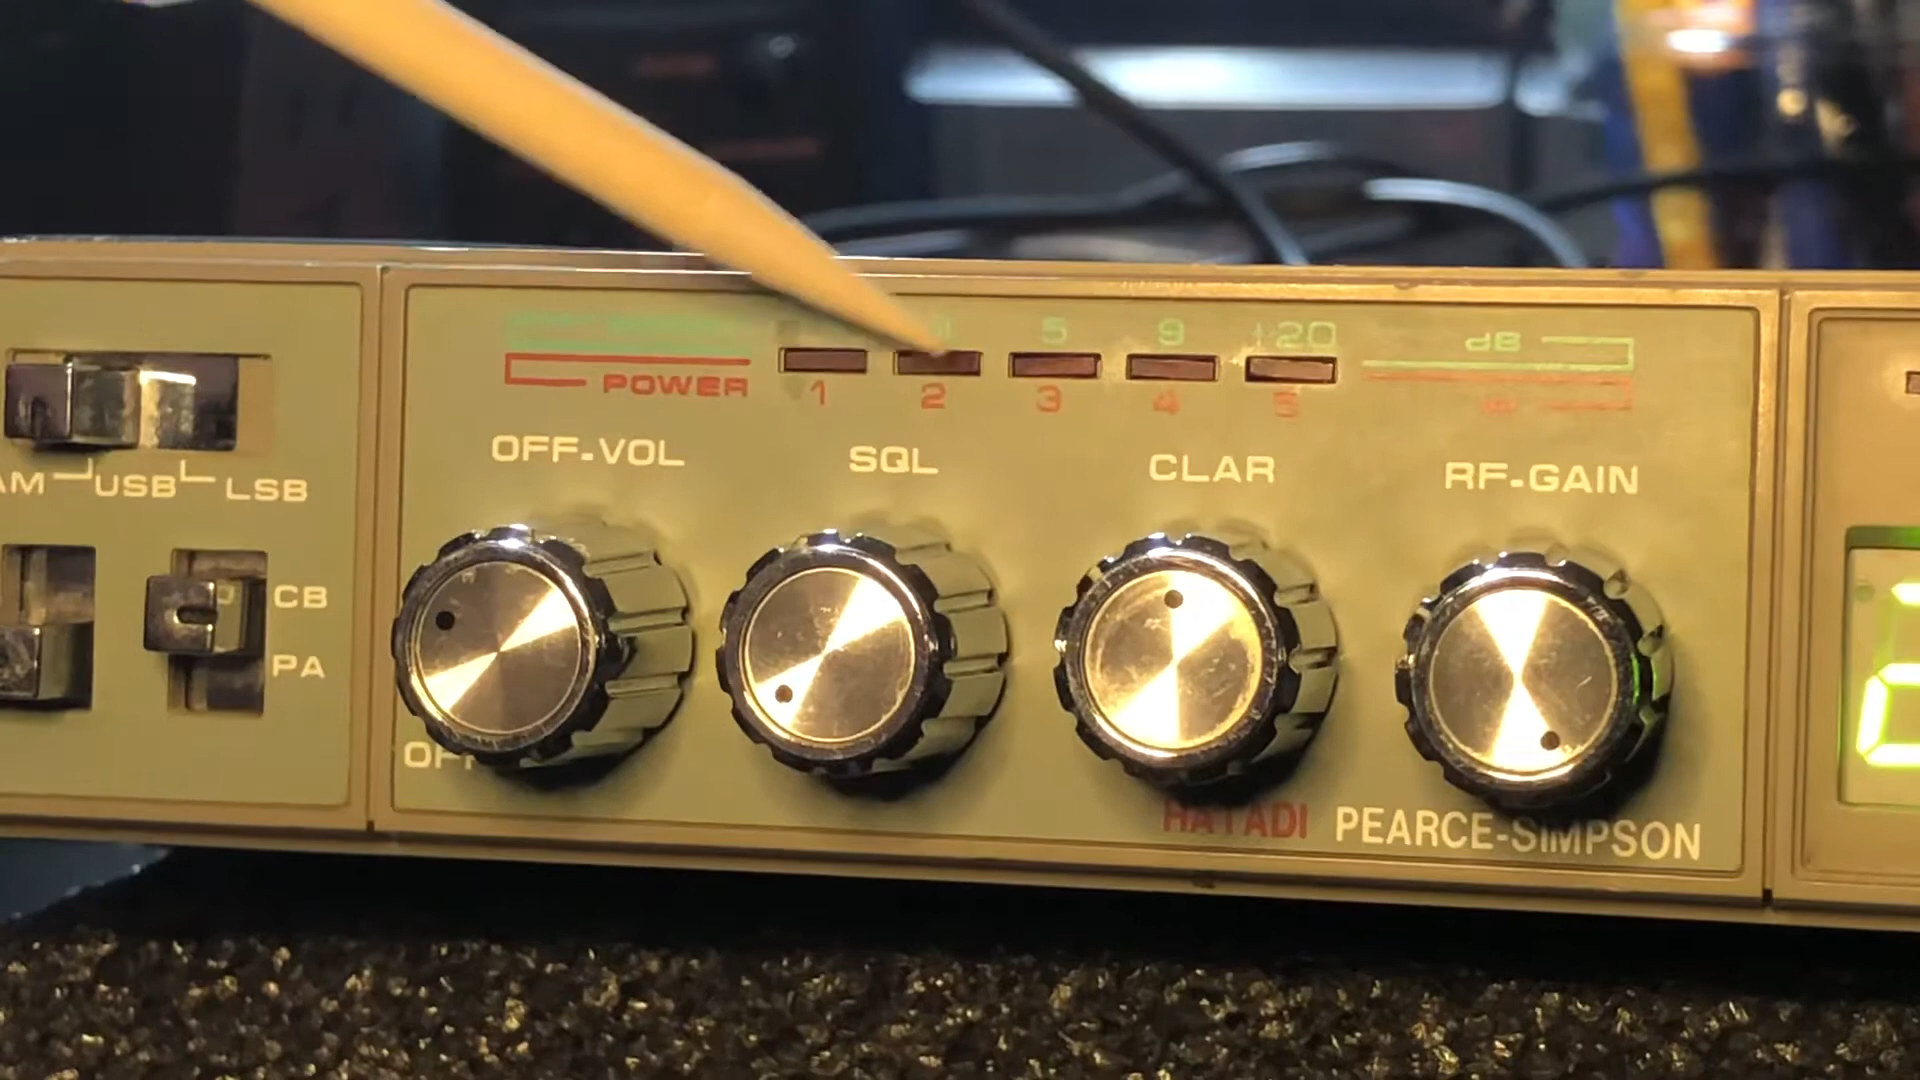 5 9 +20 dB
POWER 1 2 3 4 5
OFF-VOL SQL CLAR RF-GAIN
AM USB LSB
CB
PA
HATADI PEARCE-SIMPSON